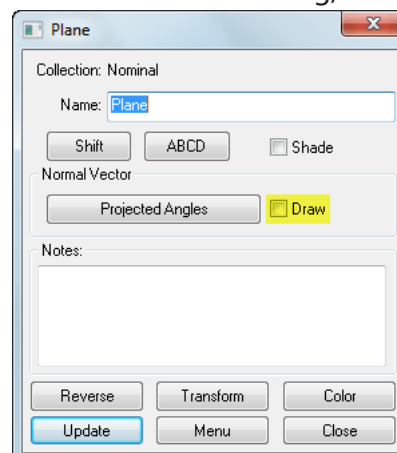 Plane
Collection: Nominal
Name: Plane
Shift ABCD Shade
Normal Vector
Projected Angles Draw
Notes:
Reverse Transform Color
Update Menu Close